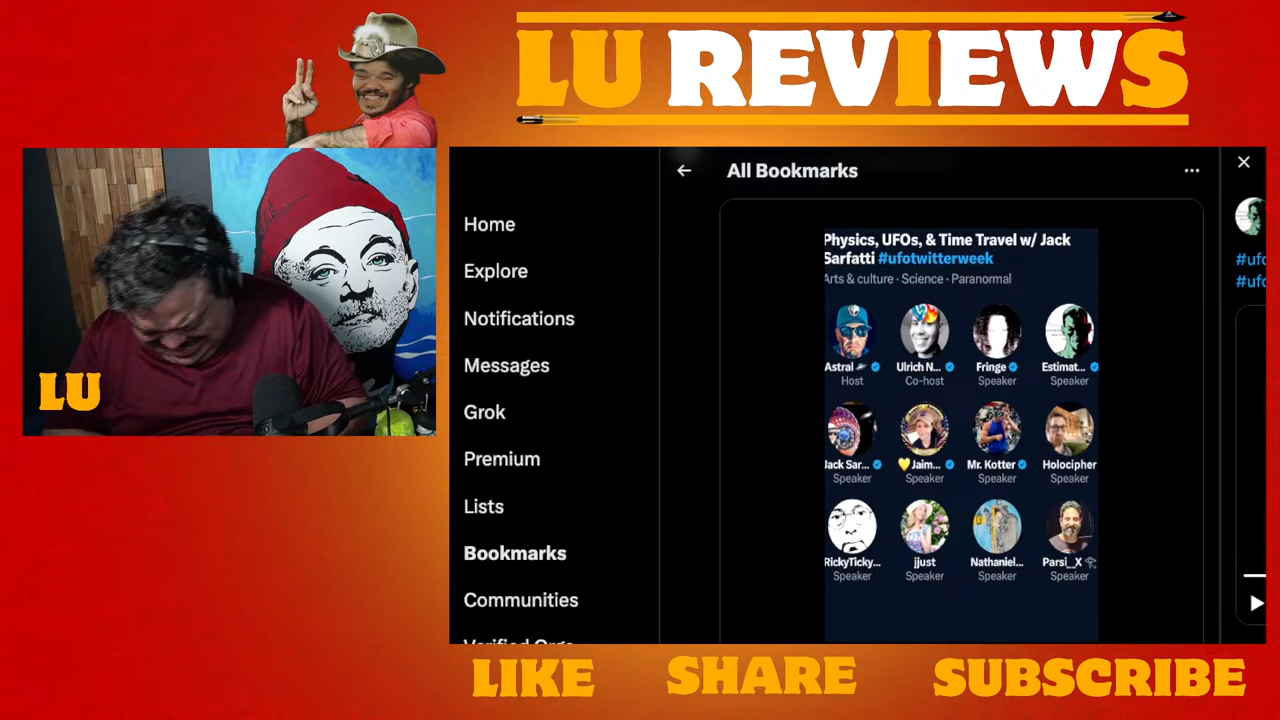 LU REVIEWS
LU
Home
Explore
Notifications
Messages
Grok
Premium
Lists
Bookmarks
Communities
All Bookmarks
Physics, UFOs, & Time Travel w/ Jack
Sarfatti #ufotwitterweek
Arts & culture · Science · Paranormal
Astral Ulrich N... Fringe Estimat...
Host Co-host Speaker Speaker
Jack Sar... 💛Jaim... Mr. Kotter Holocipher
Speaker Speaker Speaker Speaker
RickyTicky... jjust Nathaniel... Parsi_X
Speaker Speaker Speaker Speaker
#ufo
#ufo
LIKE SHARE SUBSCRIBE